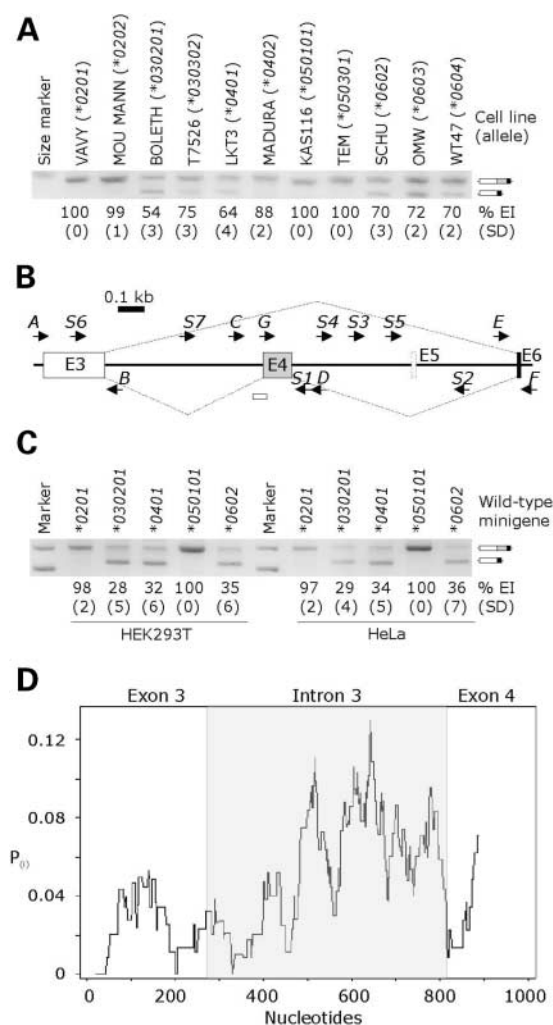 A
Size marker
VAVY (*0201)
MOU MANN (*0202)
BOLETH (*030201)
T7526 (*030302)
LKT3 (*0401)
MADURA (*0402)
KAS116 (*050101)
TEM (*050301)
SCHU (*0602)
OMW (*0603)
WT47 (*0604)
Cell line
(allele)
100 99 54 75 64 88 100 100 70 72 70 % EI
(0) (1) (3) (3) (4) (2) (0) (0) (3) (2) (2) (SD)
B
0.1 kb
A S6 S7 C G S4 S3 S5 E
E3 E4 E5 E6
B S1 D S2 F
C
Marker
*0201
*030201
*0401
*050101
*0602
Marker
*0201
*030201
*0401
*050101
*0602
Wild-type
minigene
98 28 32 100 35 97 29 34 100 36 % EI
(2) (5) (6) (0) (6) (2) (4) (5) (0) (7) (SD)
HEK293T HeLa
D
Exon 3 Intron 3 Exon 4
0.12
0.08
P(i)
0.04
0
0 200 400 600 800 1000
Nucleotides